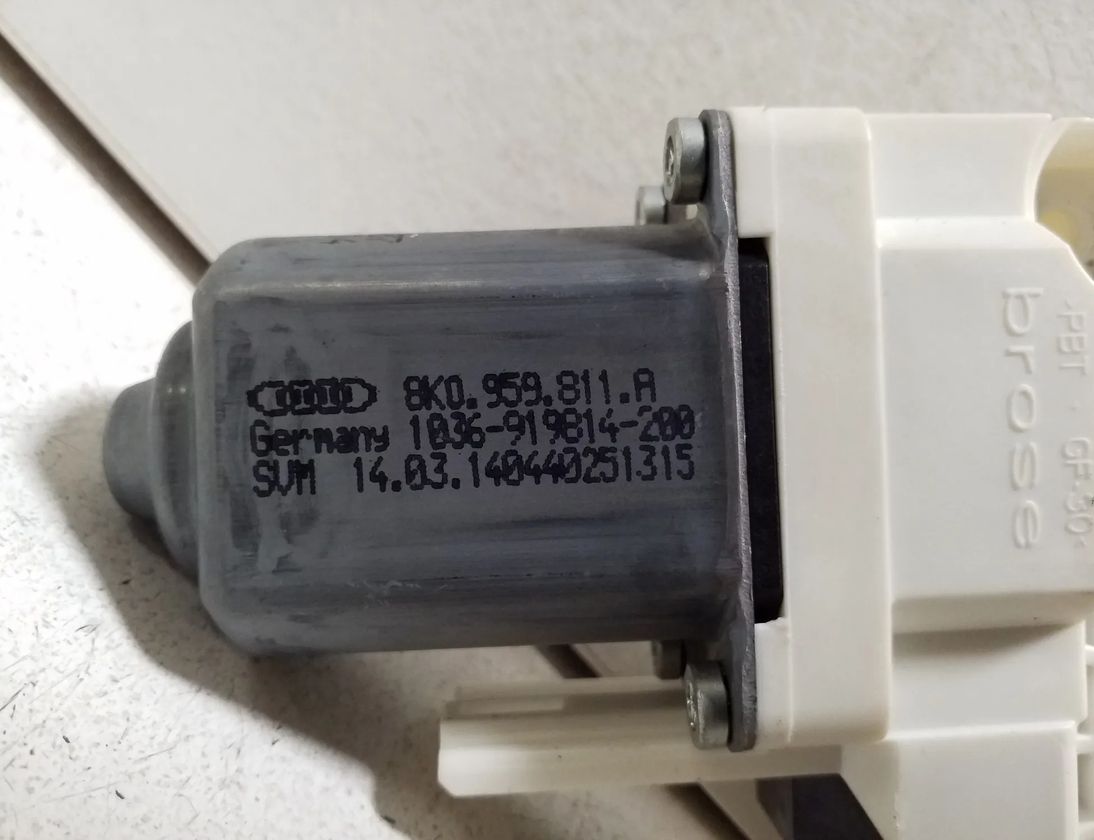 8K0.959.811.A
Germany 1036-919814-200
SVM 14.03.140440251315
brose
>PBT - GF30<